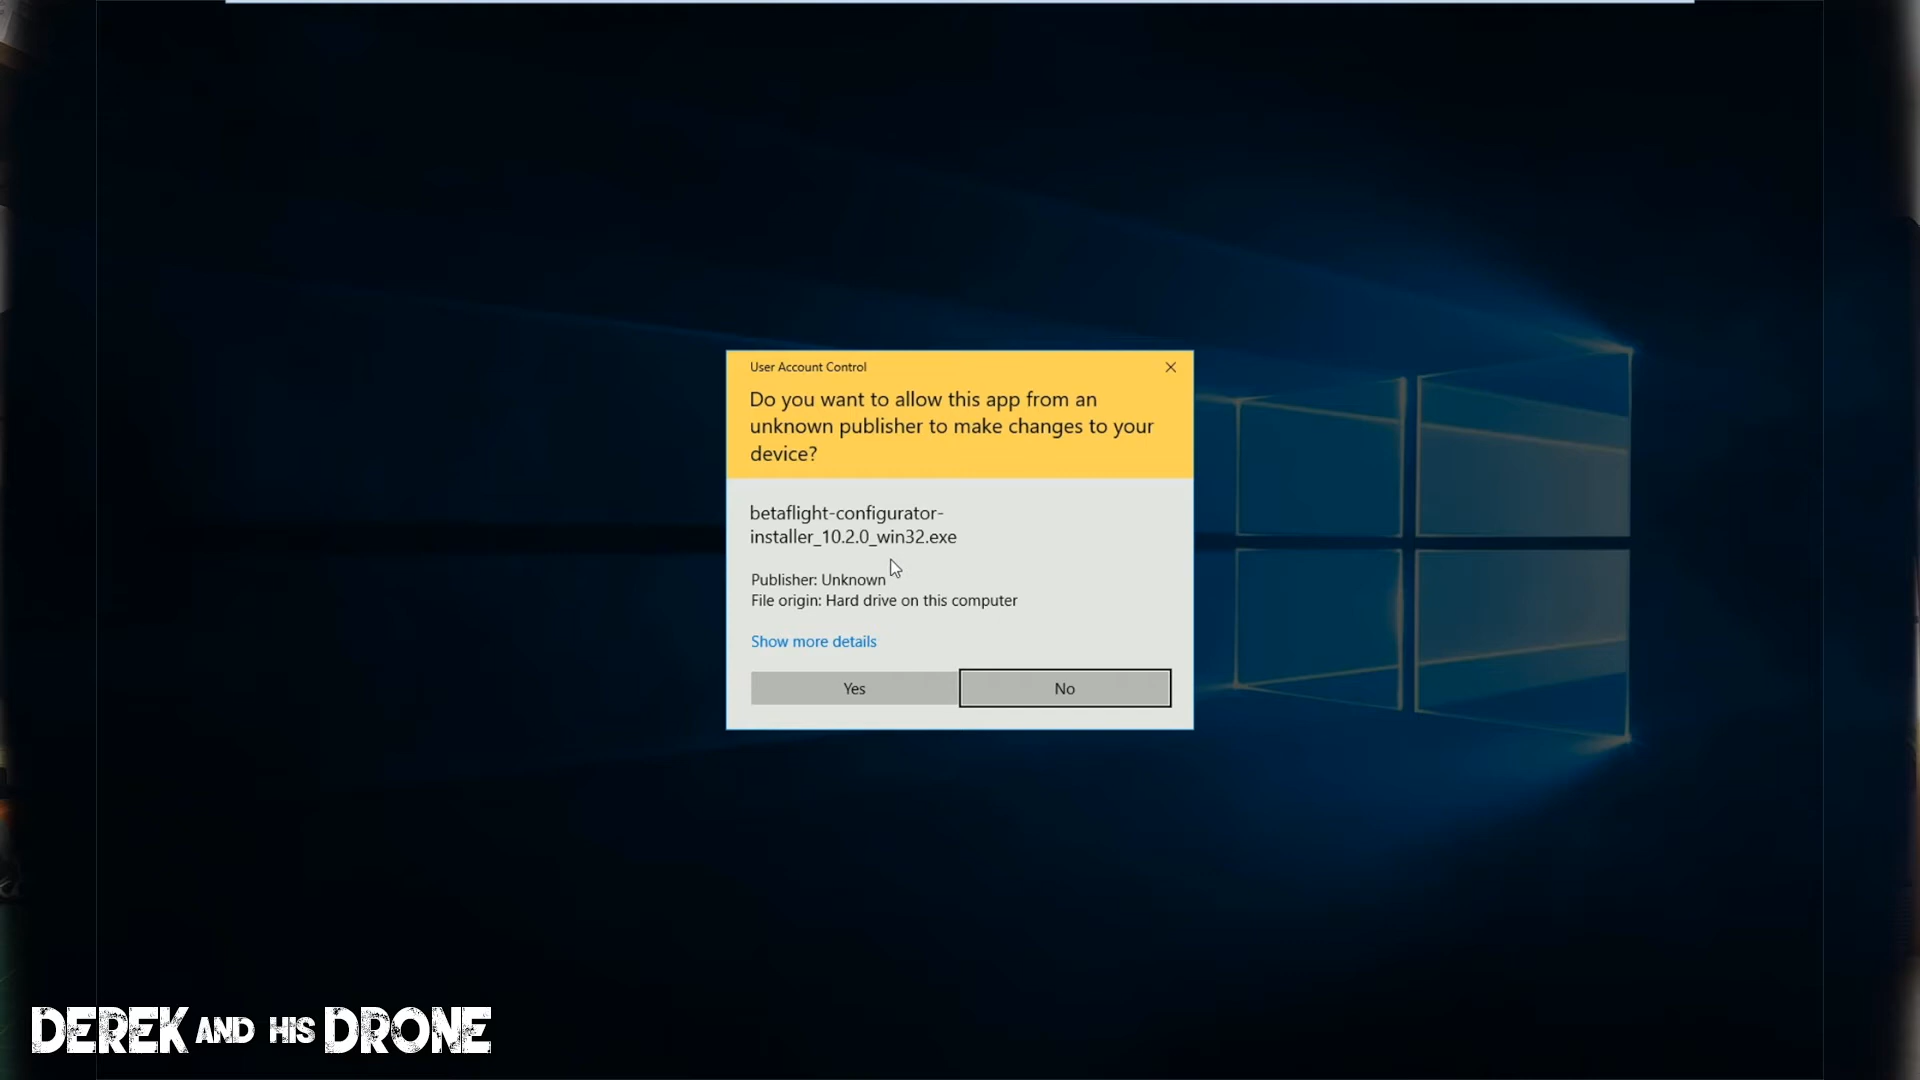 User Account Control
Do you want to allow this app from an
unknown publisher to make changes to your
device?
betaflight-configurator-
installer_10.2.0_win32.exe
Publisher: Unknown
File origin: Hard drive on this computer
Show more details
Yes
No
DEREK AND HIS DRONE